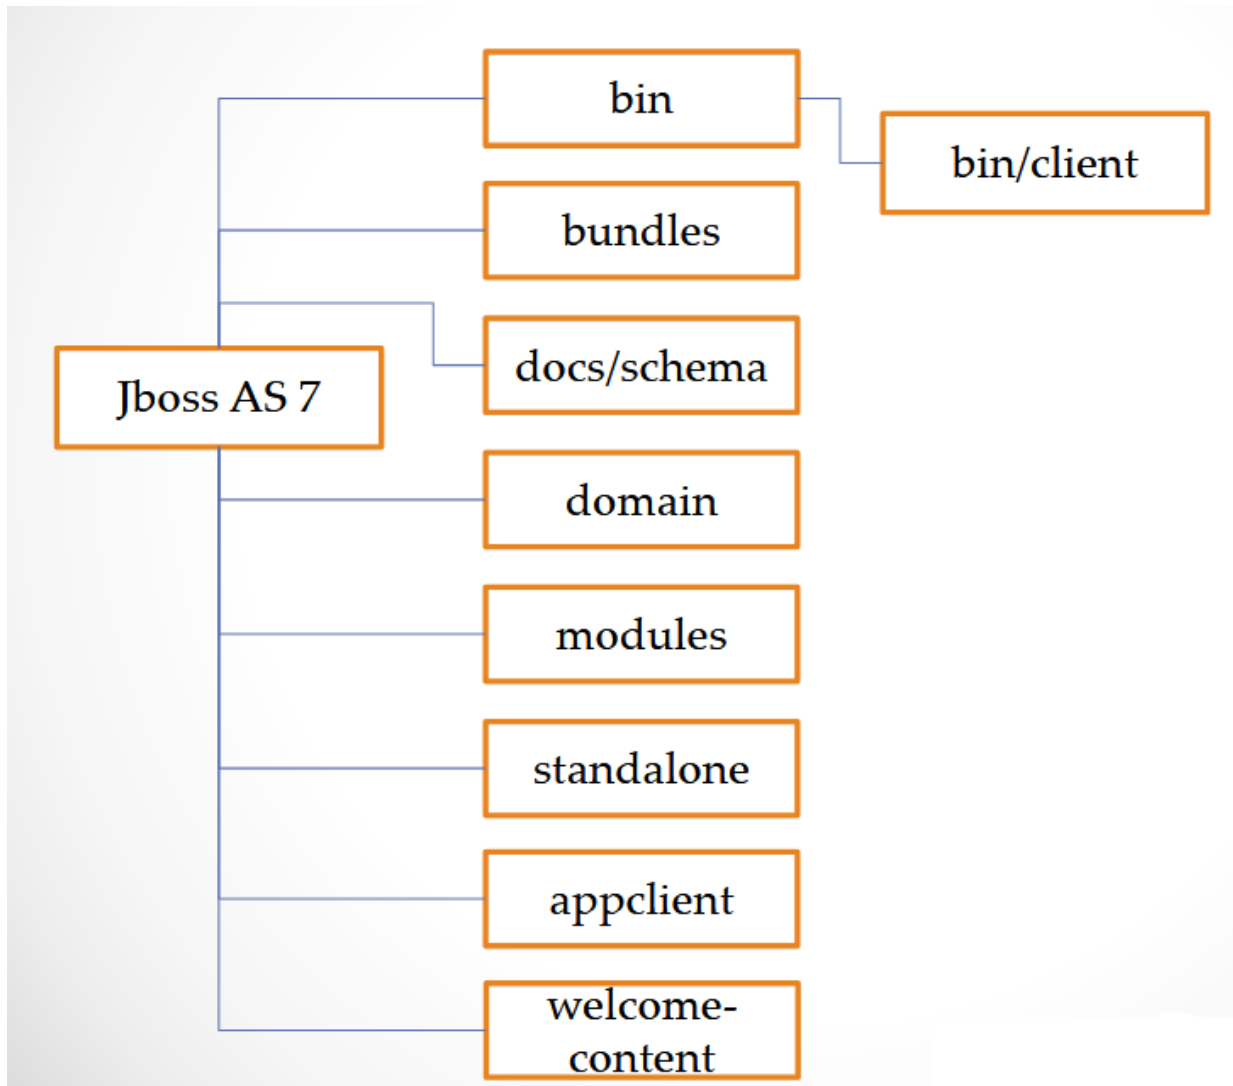 bin
bin/client
bundles
docs/schema
Jboss AS 7
domain
modules
standalone
appclient
welcome-
content